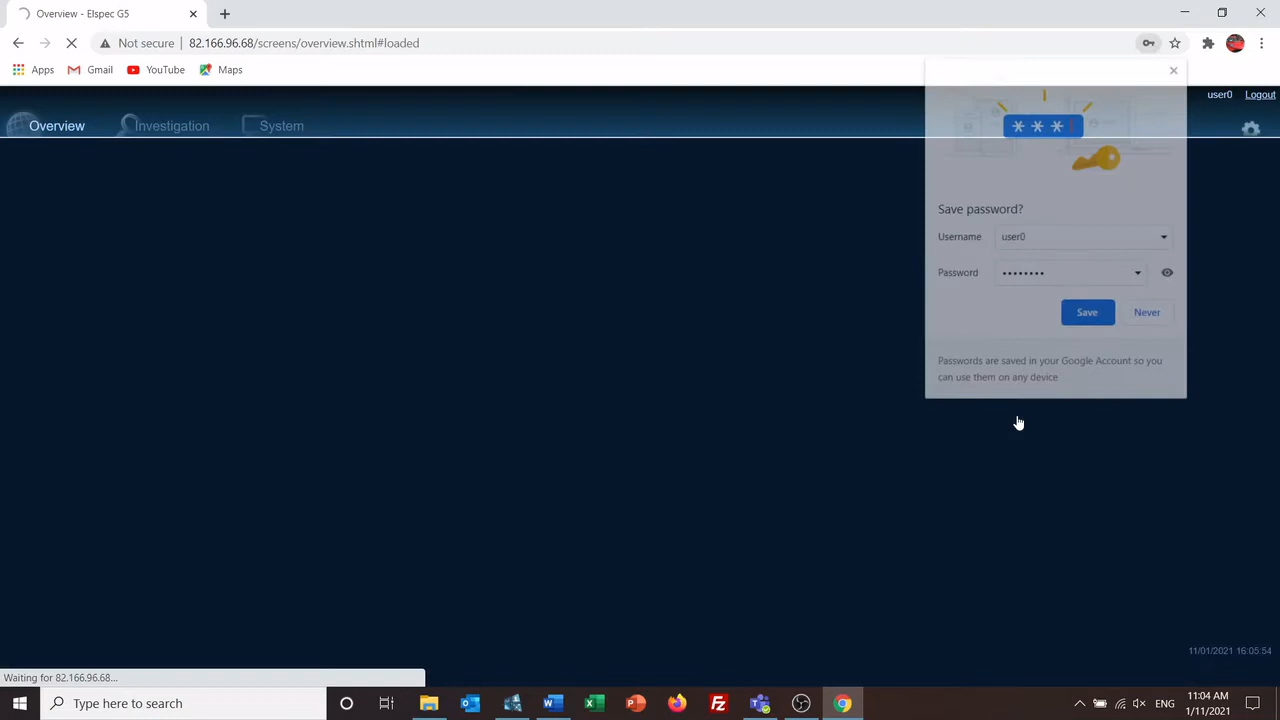 Overview - Elspec G5
Not secure 82.166.96.68/screens/overview.shtml#loaded
Apps Gmail YouTube Maps
user0 Logout
Overview Investigation System
* * *
Save password?
Username user0
Password ••••••••
Save Never
Passwords are saved in your Google Account so you
can use them on any device
11/01/2021 16:05:54
Waiting for 82.166.96.68...
Type here to search
ENG
11:04 AM
1/11/2021